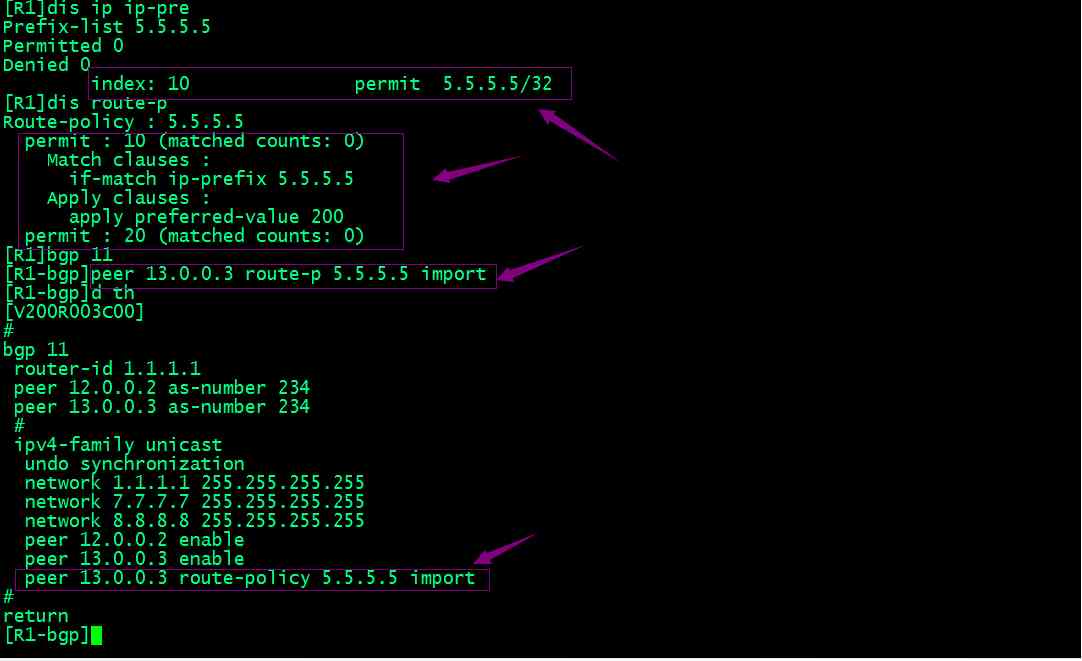 [R1]dis ip ip-pre
Prefix-list 5.5.5.5
Permitted 0
Denied 0
index: 10 permit 5.5.5.5/32
[R1]dis route-p
Route-policy : 5.5.5.5
permit : 10 (matched counts: 0)
Match clauses :
if-match ip-prefix 5.5.5.5
Apply clauses :
apply preferred-value 200
permit : 20 (matched counts: 0)
[R1]bgp 11
[R1-bgp]peer 13.0.0.3 route-p 5.5.5.5 import
[R1-bgp]d th
[V200R003C00]
#
bgp 11
router-id 1.1.1.1
peer 12.0.0.2 as-number 234
peer 13.0.0.3 as-number 234
#
ipv4-family unicast
undo synchronization
network 1.1.1.1 255.255.255.255
network 7.7.7.7 255.255.255.255
network 8.8.8.8 255.255.255.255
peer 12.0.0.2 enable
peer 13.0.0.3 enable
peer 13.0.0.3 route-policy 5.5.5.5 import
#
return
[R1-bgp]